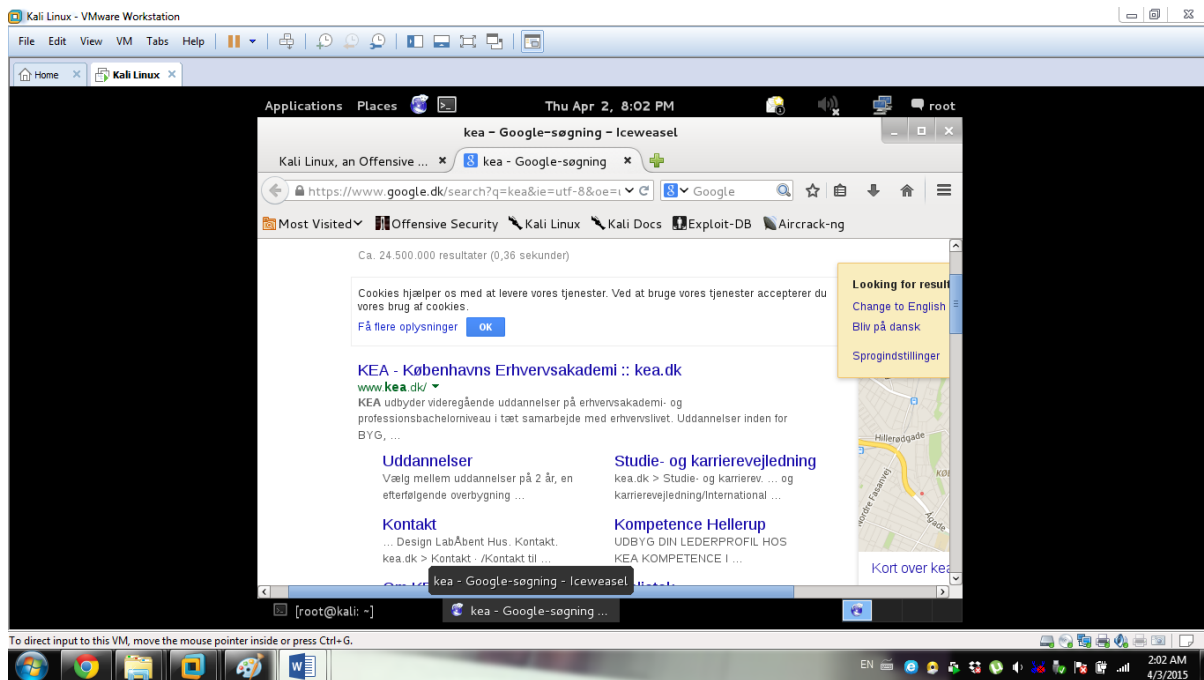 Kali Linux - VMware Workstation
File Edit View VM Tabs Help
Home Kali Linux
Applications Places Thu Apr 2, 8:02 PM root
kea - Google-søgning - Iceweasel
Kali Linux, an Offensive ... kea - Google-søgning
https://www.google.dk/search?q=kea&ie=utf-8&oe= Google
Most Visited Offensive Security Kali Linux Kali Docs Exploit-DB Aircrack-ng
Ca. 24.500.000 resultater (0,36 sekunder)
Cookies hjælper os med at levere vores tjenester. Ved at bruge vores tjenester accepterer du
vores brug af cookies.
Få flere oplysninger OK
Looking for result
Change to English
Bliv på dansk
Sprogindstillinger
KEA - Københavns Erhvervsakademi :: kea.dk
www.kea.dk/
KEA udbyder videregående uddannelser på erhvervsakademi- og
professionsbachelorniveau i tæt samarbejde med erhvervslivet. Uddannelser inden for
BYG, ...
Uddannelser
Vælg mellem uddannelser på 2 år, en
efterfølgende overbygning ...
Studie- og karrierevejledning
kea.dk > Studie- og karrierev. ... og
karrierevejledning/International ...
Kontakt
... Design LabÅbent Hus. Kontakt.
kea.dk > Kontakt · /Kontakt til ...
Kompetence Hellerup
UDBYG DIN LEDERPROFIL HOS
KEA KOMPETENCE I ...
Hillerødgade
Nordre Fasanvej
Ågade
Kort over kea
kea - Google-søgning - Iceweasel
[root@kali: ~] kea - Google-søgning ...
To direct input to this VM, move the mouse pointer inside or press Ctrl+G.
EN 2:02 AM
4/3/2015